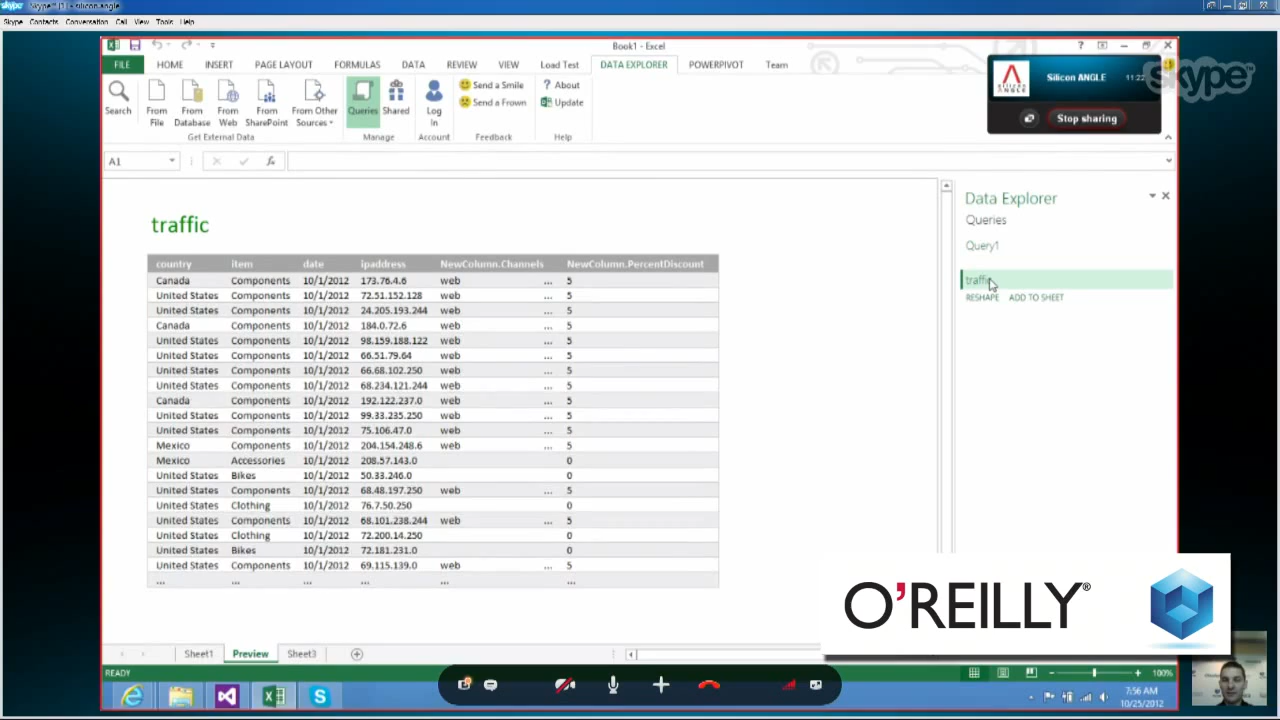 Skype™ [1] - silicon.angle
Skype Contacts Conversation Call View Tools Help
Book1 - Excel
FILE HOME INSERT PAGE LAYOUT FORMULAS DATA REVIEW VIEW Load Test DATA EXPLORER POWERPIVOT Team
Search
From File
From Database
From Web
From SharePoint
From Other Sources
Queries
Shared
Log In
Send a Smile
Send a Frown
About
Update
Get External Data Manage Account Feedback Help
Silicon ANGLE 11:22
Stop sharing
skype™
A1
traffic
country item date ipaddress NewColumn.Channels NewColumn.PercentDiscount
Canada Components 10/1/2012 173.76.4.6 web ... 5
United States Components 10/1/2012 72.51.152.128 web ... 5
United States Components 10/1/2012 24.205.193.244 web ... 5
Canada Components 10/1/2012 184.0.72.6 web ... 5
United States Components 10/1/2012 98.159.188.122 web ... 5
United States Components 10/1/2012 66.51.79.64 web ... 5
United States Components 10/1/2012 66.68.102.250 web ... 5
United States Components 10/1/2012 68.234.121.244 web ... 5
Canada Components 10/1/2012 192.122.237.0 web ... 5
United States Components 10/1/2012 99.33.235.250 web ... 5
United States Components 10/1/2012 75.106.47.0 web ... 5
Mexico Components 10/1/2012 204.154.248.6 web ... 5
Mexico Accessories 10/1/2012 208.57.143.0 0
United States Bikes 10/1/2012 50.33.246.0 0
United States Components 10/1/2012 68.48.197.250 web ... 5
United States Clothing 10/1/2012 76.7.50.250 0
United States Components 10/1/2012 68.101.238.244 web ... 5
United States Clothing 10/1/2012 72.200.14.250 0
United States Bikes 10/1/2012 72.181.231.0 0
United States Components 10/1/2012 69.115.139.0 web ... 5
... ... ... ... ... ...
Data Explorer
Queries
Query1
traffic
RESHAPE ADD TO SHEET
O'REILLY®
Sheet1 Preview Sheet3
READY
100%
7:56 AM
10/25/2012